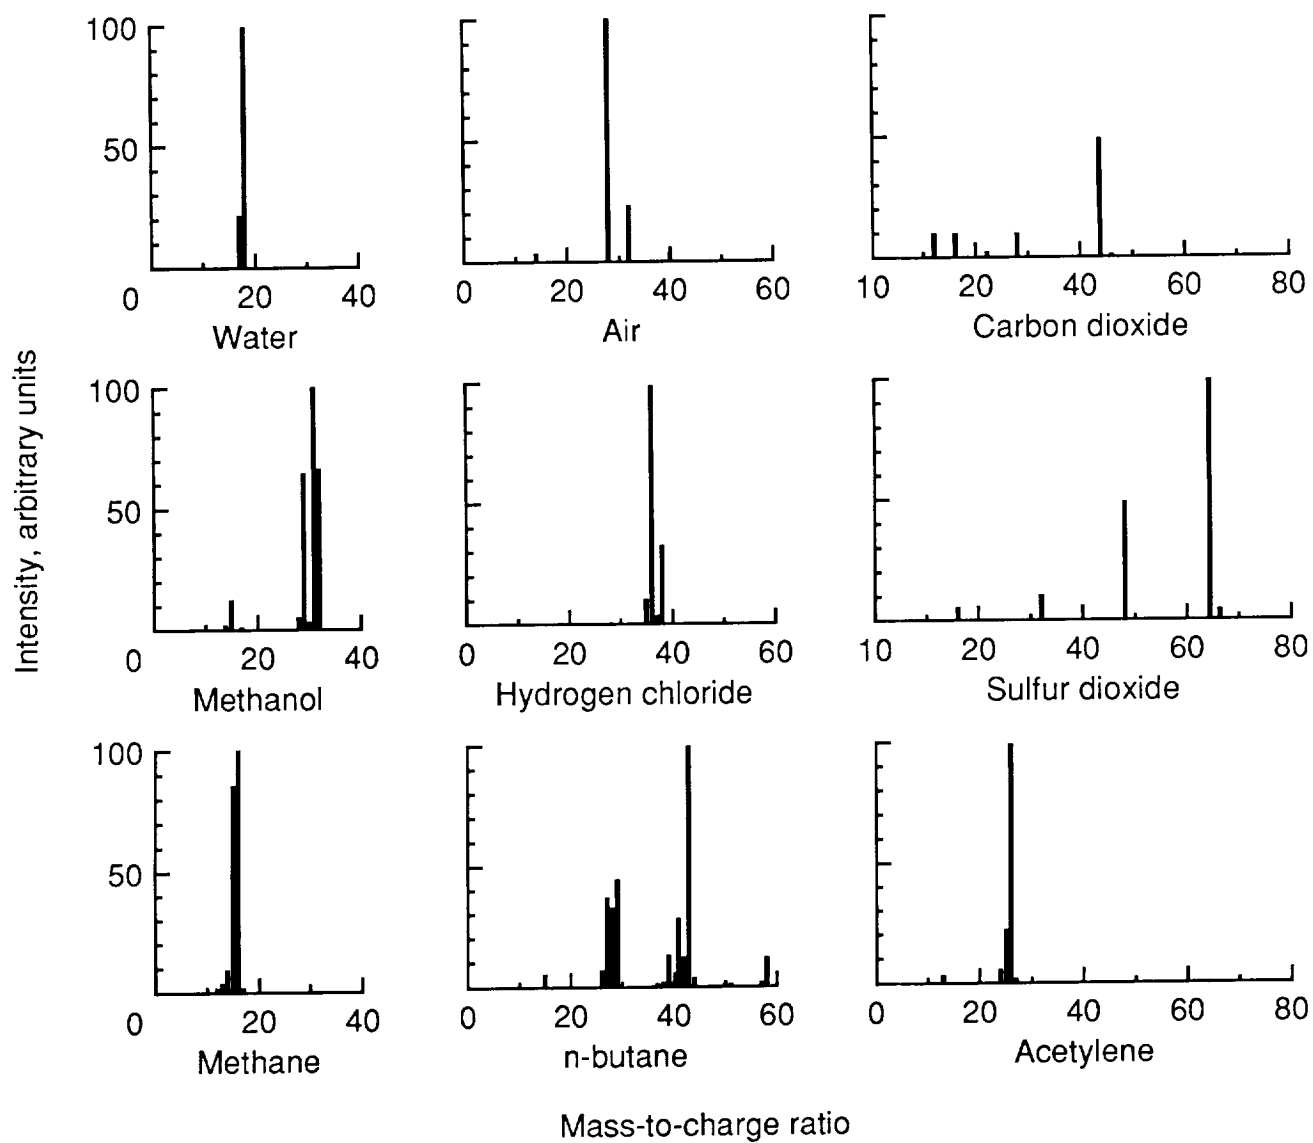 100
50
0 20 40
Water
0 20 40 60
Air
10 20 40 60 80
Carbon dioxide
Intensity, arbitrary units
100
50
0 20 40
Methanol
0 20 40 60
Hydrogen chloride
10 20 40 60 80
Sulfur dioxide
100
50
0 20 40
Methane
0 20 40 60
n-butane
0 20 40 60 80
Acetylene
Mass-to-charge ratio